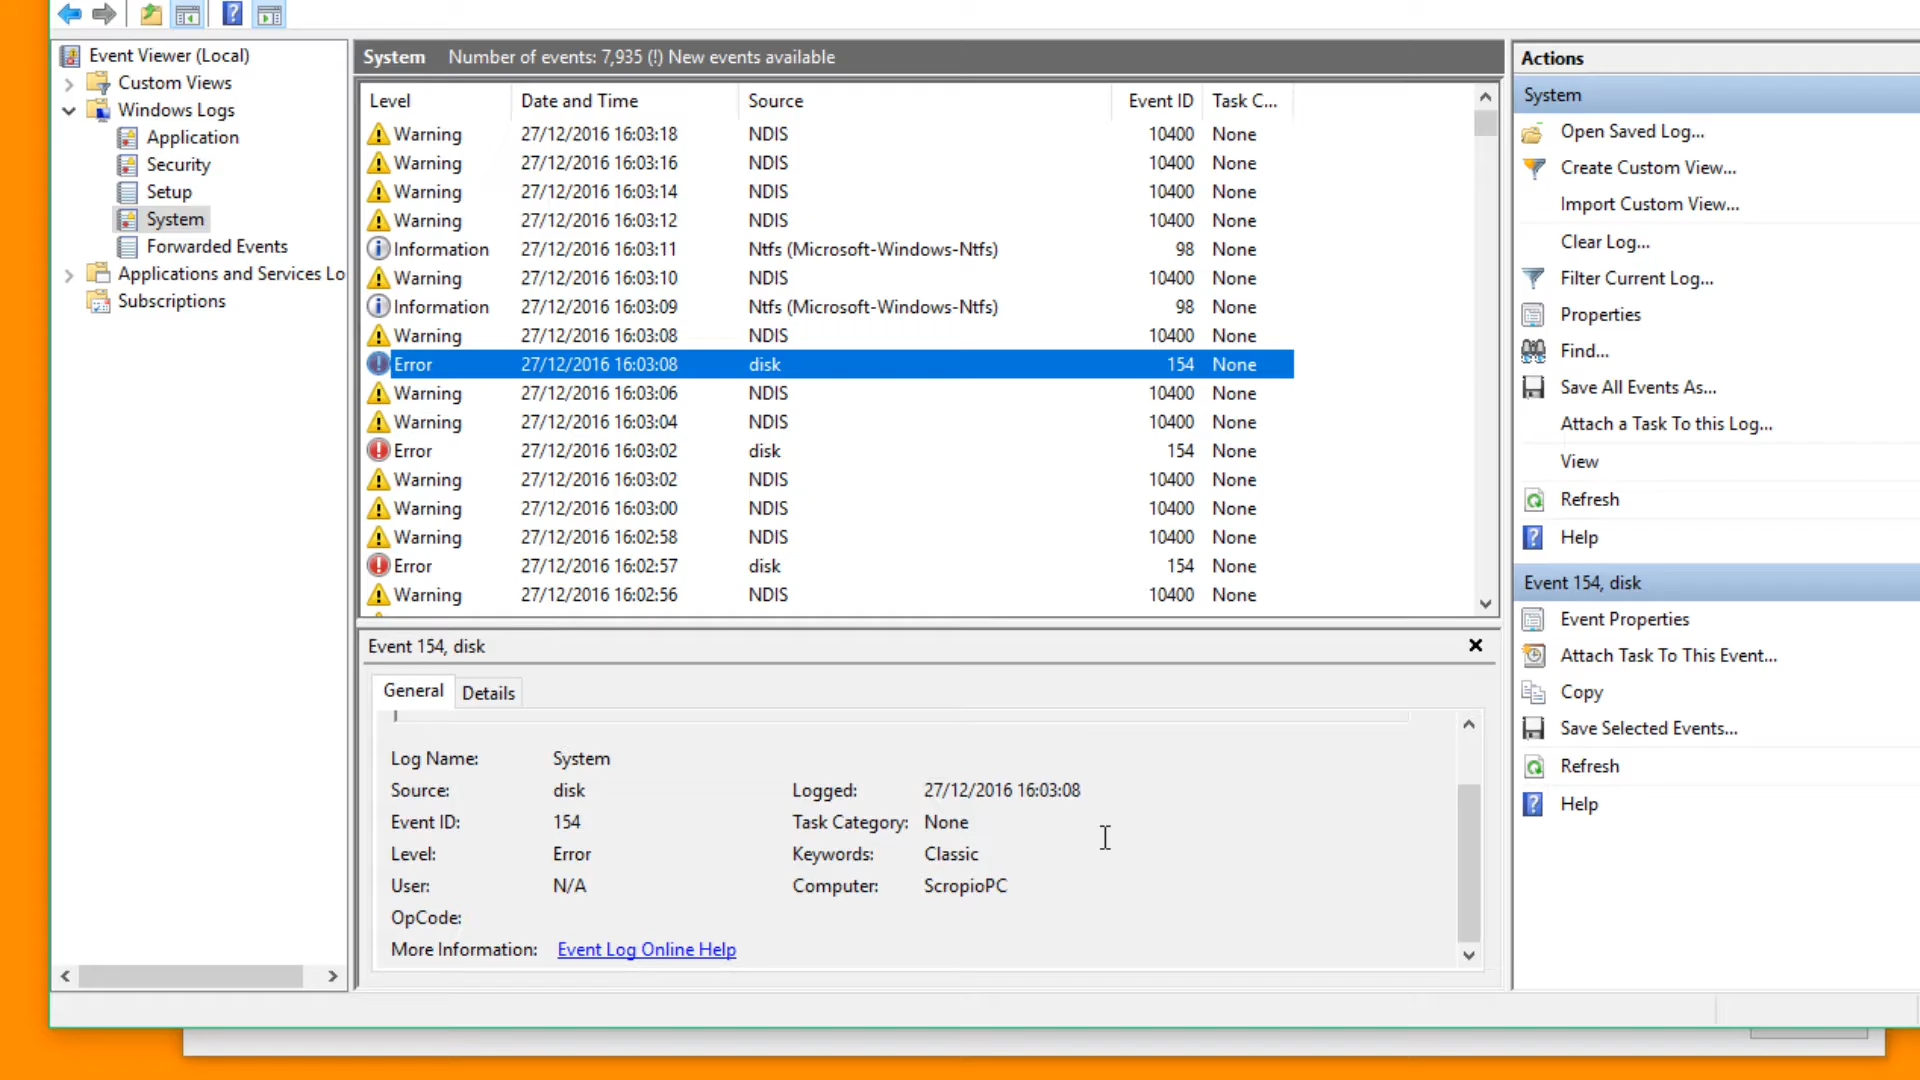 Event Viewer (Local)
Custom Views
Windows Logs
Application
Security
Setup
System
Forwarded Events
Applications and Services Lo
Subscriptions
System Number of events: 7,935 (!) New events available
Level Date and Time Source Event ID Task C...
Warning 27/12/2016 16:03:18 NDIS 10400 None
Warning 27/12/2016 16:03:16 NDIS 10400 None
Warning 27/12/2016 16:03:14 NDIS 10400 None
Warning 27/12/2016 16:03:12 NDIS 10400 None
Information 27/12/2016 16:03:11 Ntfs (Microsoft-Windows-Ntfs) 98 None
Warning 27/12/2016 16:03:10 NDIS 10400 None
Information 27/12/2016 16:03:09 Ntfs (Microsoft-Windows-Ntfs) 98 None
Warning 27/12/2016 16:03:08 NDIS 10400 None
Error 27/12/2016 16:03:08 disk 154 None
Warning 27/12/2016 16:03:06 NDIS 10400 None
Warning 27/12/2016 16:03:04 NDIS 10400 None
Error 27/12/2016 16:03:02 disk 154 None
Warning 27/12/2016 16:03:02 NDIS 10400 None
Warning 27/12/2016 16:03:00 NDIS 10400 None
Warning 27/12/2016 16:02:58 NDIS 10400 None
Error 27/12/2016 16:02:57 disk 154 None
Warning 27/12/2016 16:02:56 NDIS 10400 None
Event 154, disk
General Details
Log Name: System
Source: disk Logged: 27/12/2016 16:03:08
Event ID: 154 Task Category: None
Level: Error Keywords: Classic
User: N/A Computer: ScropioPC
OpCode:
More Information: Event Log Online Help
Actions
System
Open Saved Log...
Create Custom View...
Import Custom View...
Clear Log...
Filter Current Log...
Properties
Find...
Save All Events As...
Attach a Task To this Log...
View
Refresh
Help
Event 154, disk
Event Properties
Attach Task To This Event...
Copy
Save Selected Events...
Refresh
Help